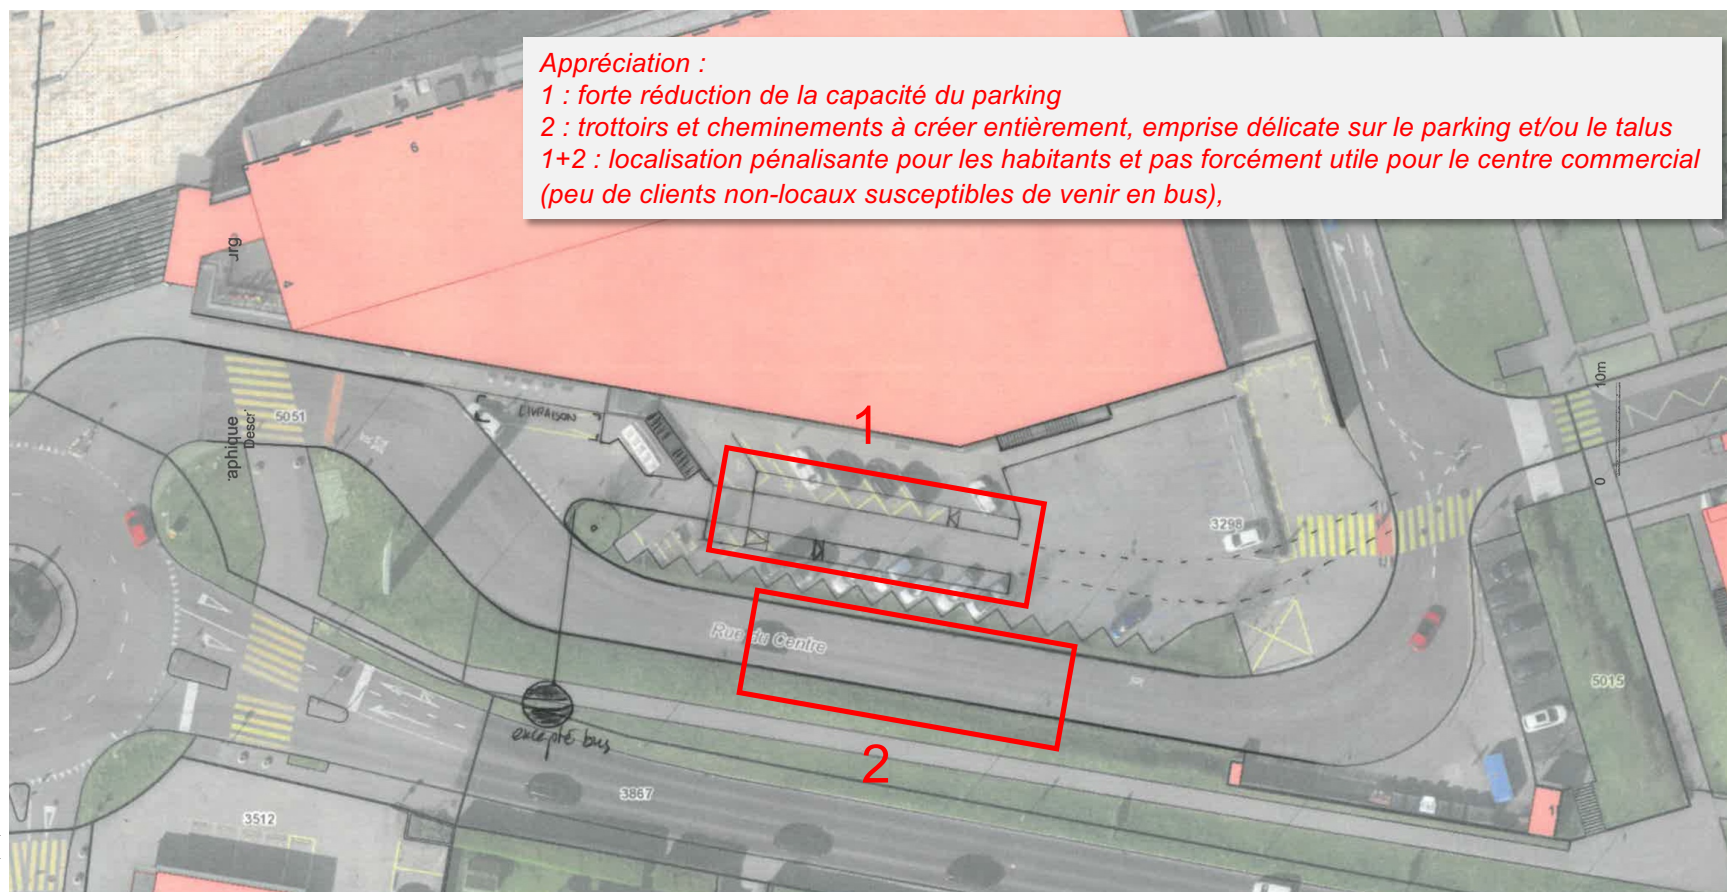 Appréciation :
1 : forte réduction de la capacité du parking
2 : trottoirs et cheminements à créer entièrement, emprise délicate sur le parking et/ou le talus
1+2 : localisation pénalisante pour les habitants et pas forcément utile pour le centre commercial
(peu de clients non-locaux susceptibles de venir en bus),
6
4
5051
LIVRAISON
1
3298
10m
0
Rue du Centre
5015
excepté bus
2
3867
3512
aphique
Descr